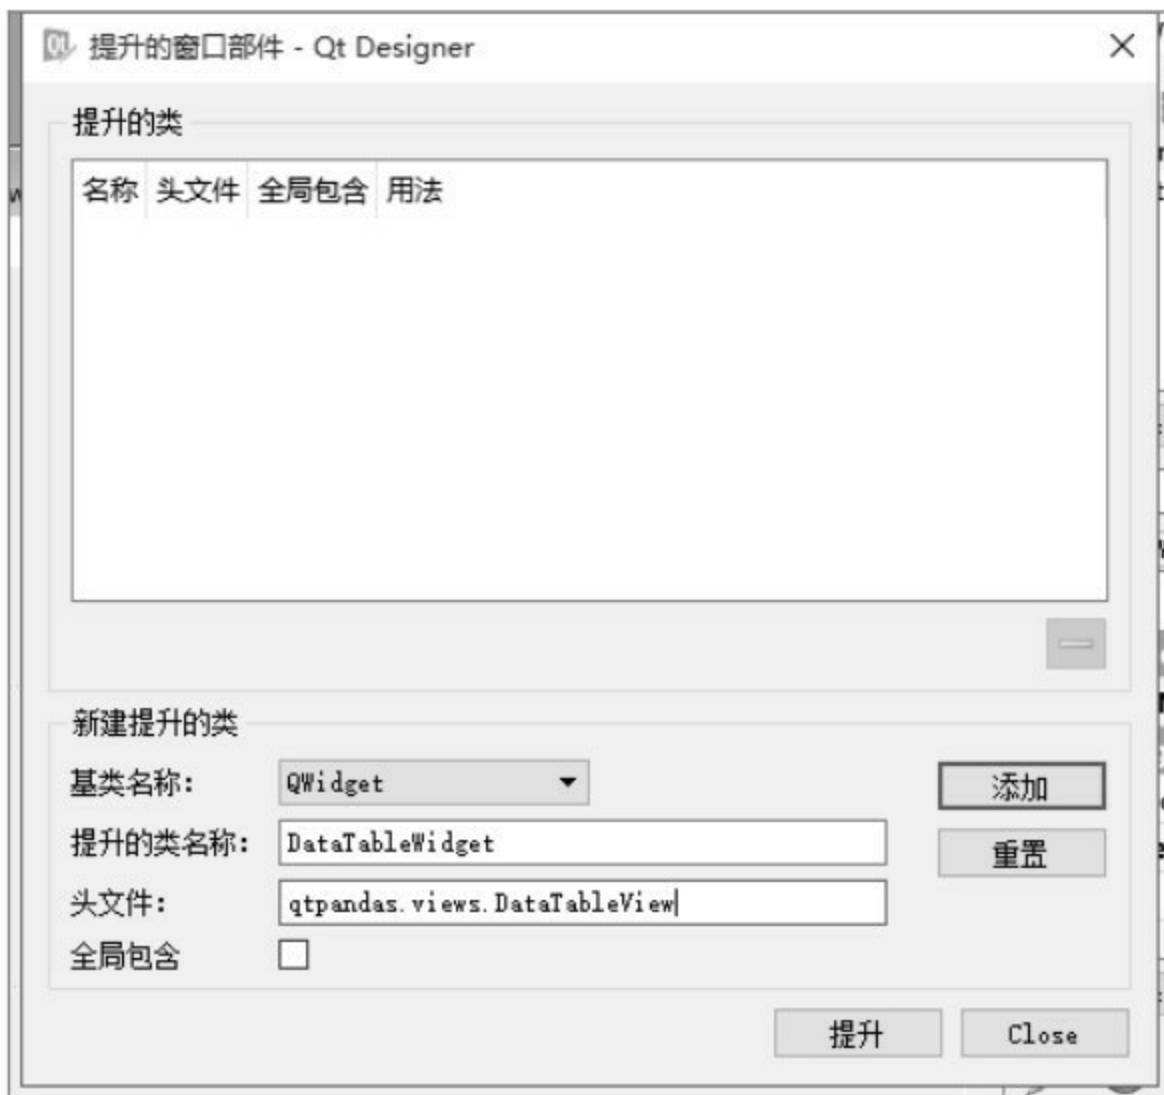 提升的窗口部件 - Qt Designer
提升的类
名称 头文件 全局包含 用法
新建提升的类
基类名称: QWidget 添加
提升的类名称: DataTableWidget
重置
头文件: qtpandas.views.DataTableView
全局包含
提升 Close